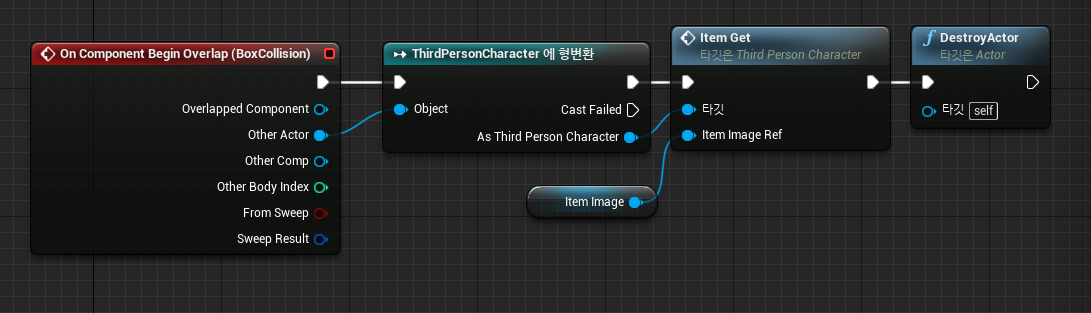 On Component Begin Overlap (BoxCollision)
Overlapped Component
Other Actor
Other Comp
Other Body Index
From Sweep
Sweep Result
ThirdPersonCharacter 에 형변환
Object
Cast Failed
As Third Person Character
Item Image
Item Get
타깃은 Third Person Character
타깃
Item Image Ref
f DestroyActor
타깃은 Actor
타깃 self